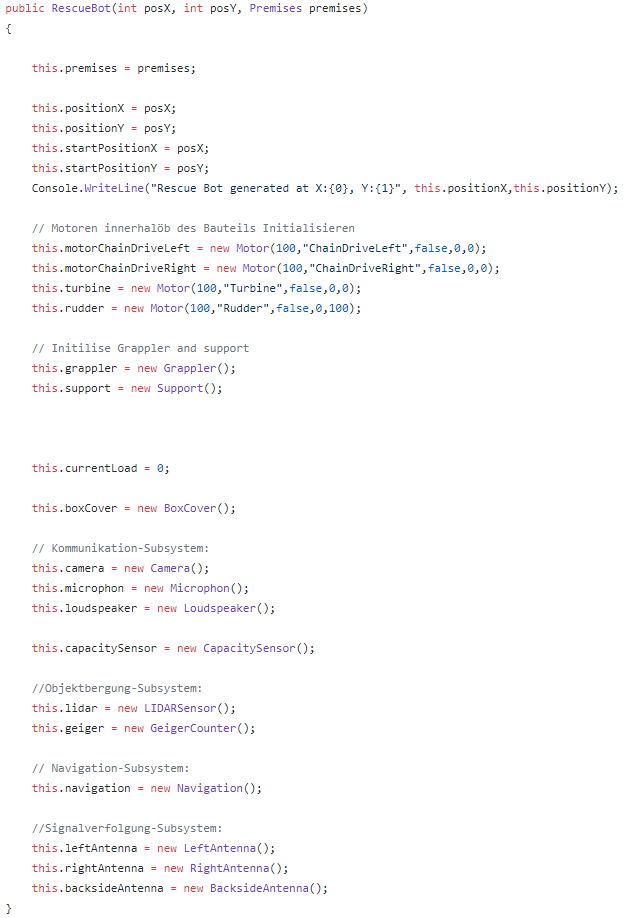 public RescueBot(int posX, int posY, Premises premises)
{
this.premises = premises;
this.positionX = posX;
this.positionY = posY;
this.startPositionX = posX;
this.startPositionY = posY;
Console.WriteLine("Rescue Bot generated at X:{0}, Y:{1}", this.positionX,this.positionY);
// Motoren innerhalöb des Bauteils Initialisieren
this.motorChainDriveLeft = new Motor(100,"ChainDriveLeft",false,0,0);
this.motorChainDriveRight = new Motor(100,"ChainDriveRight",false,0,0);
this.turbine = new Motor(100,"Turbine",false,0,0);
this.rudder = new Motor(100,"Rudder",false,0,100);
// Initilise Grappler and support
this.grappler = new Grappler();
this.support = new Support();
this.currentLoad = 0;
this.boxCover = new BoxCover();
// Kommunikation-Subsystem:
this.camera = new Camera();
this.microphon = new Microphon();
this.loudspeaker = new Loudspeaker();
this.capacitySensor = new CapacitySensor();
//Objektbergung-Subsystem:
this.lidar = new LIDARSensor();
this.geiger = new GeigerCounter();
// Navigation-Subsystem:
this.navigation = new Navigation();
//Signalverfolgung-Subsystem:
this.leftAntenna = new LeftAntenna();
this.rightAntenna = new RightAntenna();
this.backsideAntenna = new BacksideAntenna();
}